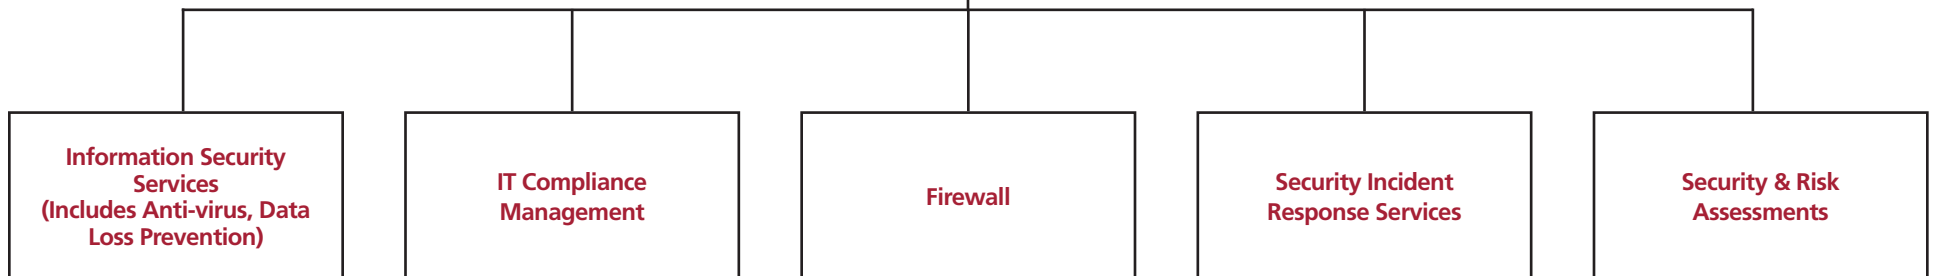 Information Security
Services
(Includes Anti-virus, Data
Loss Prevention)
IT Compliance
Management
Firewall
Security Incident
Response Services
Security & Risk
Assessments